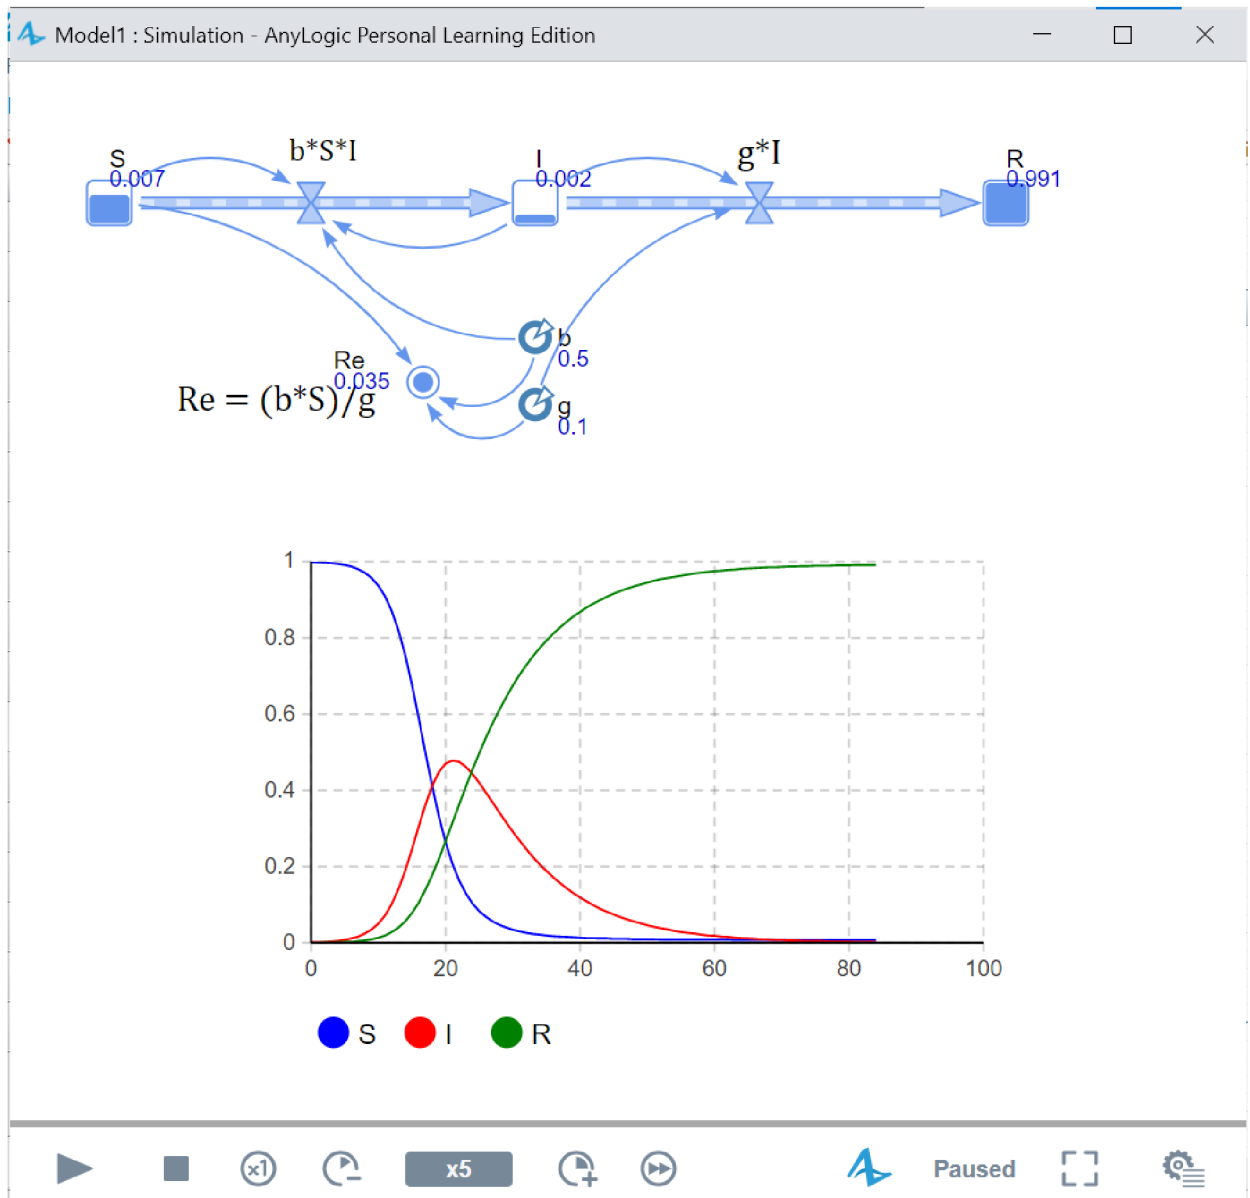 Model1 : Simulation - AnyLogic Personal Learning Edition
b*S*I
g*I
S
0.007
I
0.002
R
0.991
b
0.5
Re
0.035
Re = (b*S)/g
g
0.1
1
0.8
0.6
0.4
0.2
0
0 20 40 60 80 100
S I R
x1
x5
Paused